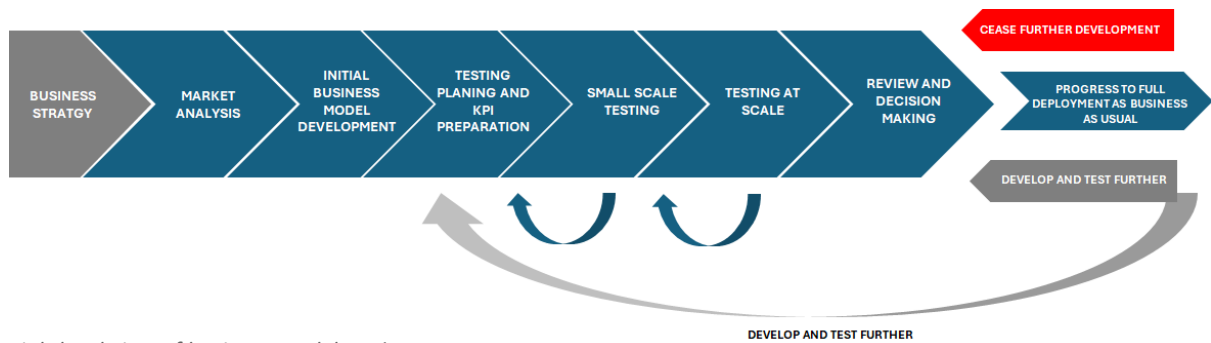 BUSINESS
STRATGY
MARKET
ANALYSIS
INITIAL
BUSINESS
MODEL
DEVELOPMENT
TESTING
PLANING AND
KPI
PREPARATION
SMALL SCALE
TESTING
TESTING AT
SCALE
REVIEW AND
DECISION
MAKING
CEASE FURTHER DEVELOPMENT
PROGRESS TO FULL
DEPLOYMENT AS BUSINESS
AS USUAL
DEVELOP AND TEST FURTHER
DEVELOP AND TEST FURTHER